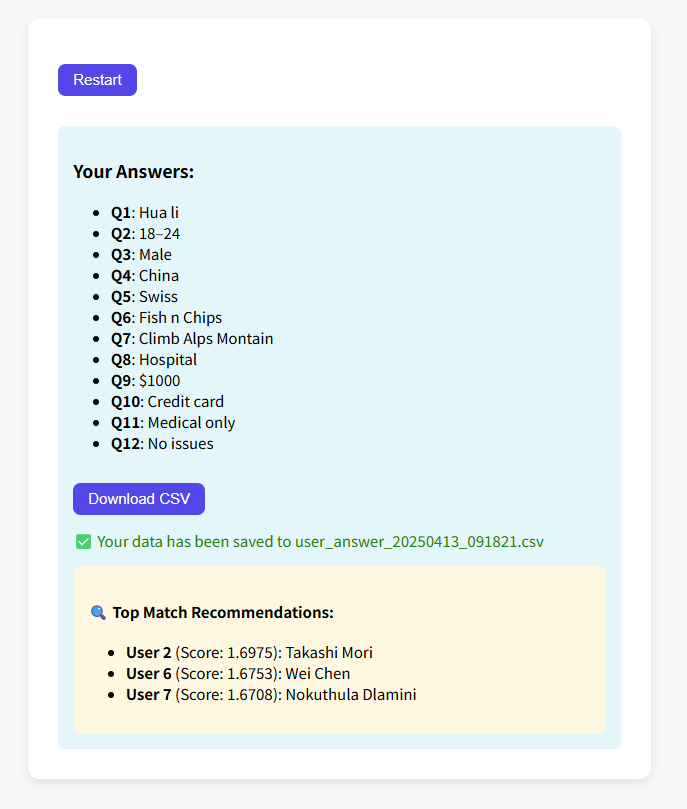 Restart
Your Answers:
Q1: Hua li
Q2: 18–24
Q3: Male
Q4: China
Q5: Swiss
Q6: Fish n Chips
Q7: Climb Alps Montain
Q8: Hospital
Q9: $1000
Q10: Credit card
Q11: Medical only
Q12: No issues
Download CSV
✅ Your data has been saved to user_answer_20250413_091821.csv
🔍 Top Match Recommendations:
User 2 (Score: 1.6975): Takashi Mori
User 6 (Score: 1.6753): Wei Chen
User 7 (Score: 1.6708): Nokuthula Dlamini